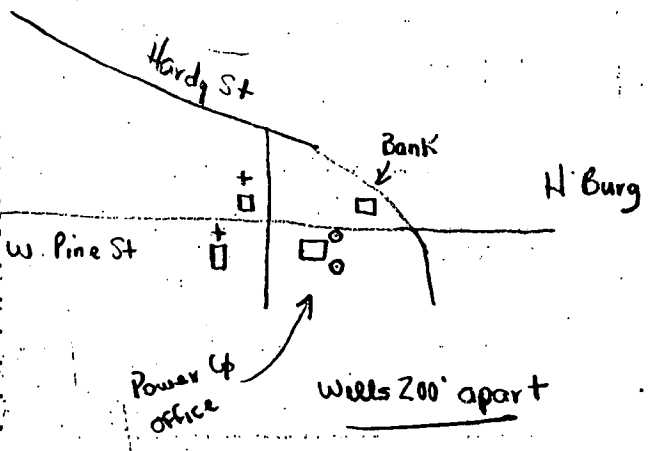 Hardy St
Bank
H'Burg
W. Pine St
Power Co
office
Wells 200' apart